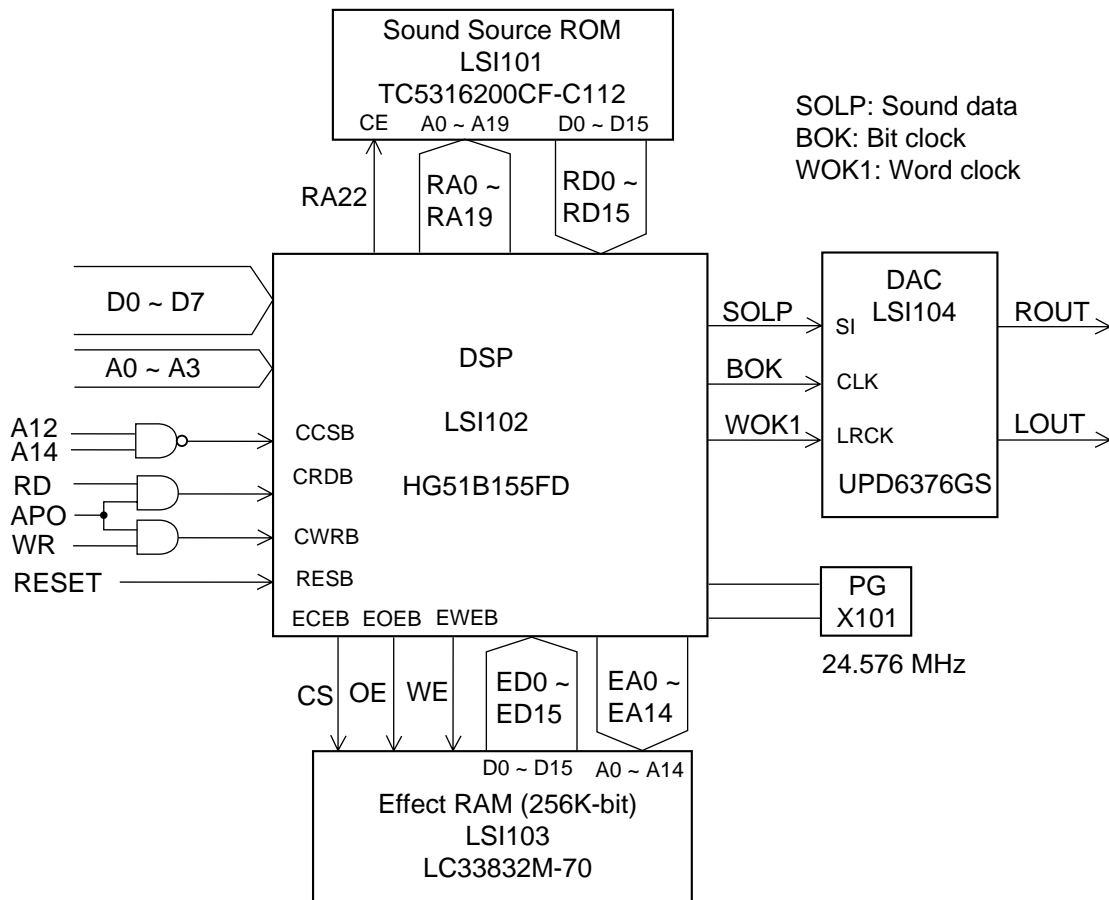 Sound Source ROM
LSI101
TC5316200CF-C112
CE A0 ~ A19 D0 ~ D15
SOLP: Sound data
BOK: Bit clock
WOK1: Word clock
RA22
RA0 ~
RA19
RD0 ~
RD15
D0 ~ D7
A0 ~ A3
A12
A14
RD
APO
WR
RESET
CCSB
CRDB
CWRB
RESB
DSP
LSI102
HG51B155FD
ECEB EOEB EWEB
SOLP
BOK
WOK1
DAC
LSI104
SI
CLK
LRCK
UPD6376GS
ROUT
LOUT
PG
X101
24.576 MHz
CS OE WE
ED0 ~
ED15
EA0 ~
EA14
D0 ~ D15 A0 ~ A14
Effect RAM (256K-bit)
LSI103
LC33832M-70